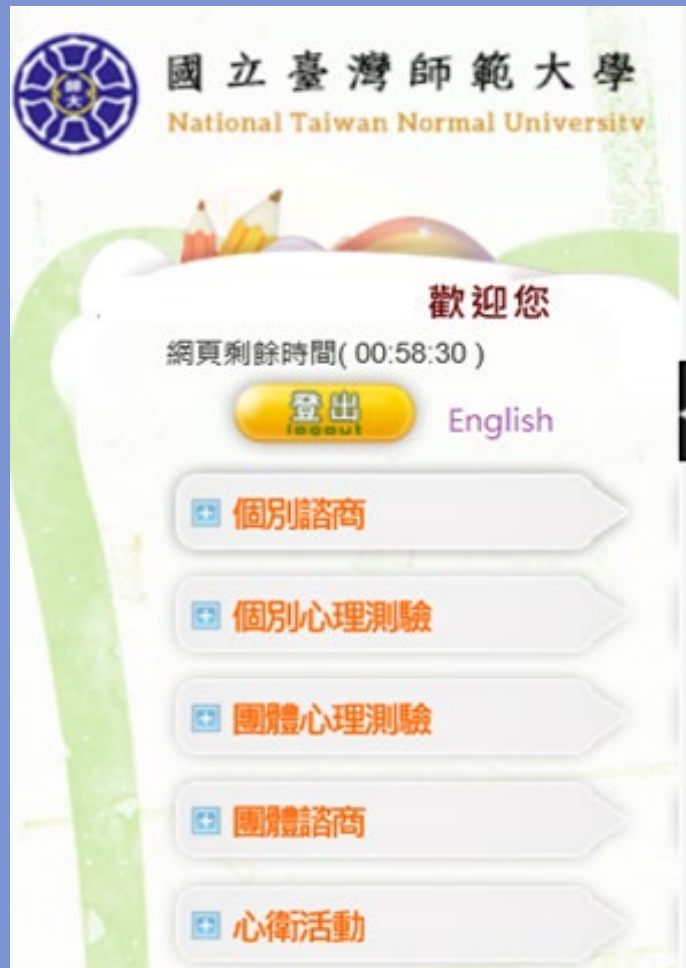 師大
國立臺灣師範大學
National Taiwan Normal University
歡迎您
網頁剩餘時間( 00:58:30 )
登出
logout
English
個別諮商
個別心理測驗
團體心理測驗
團體諮商
心衛活動